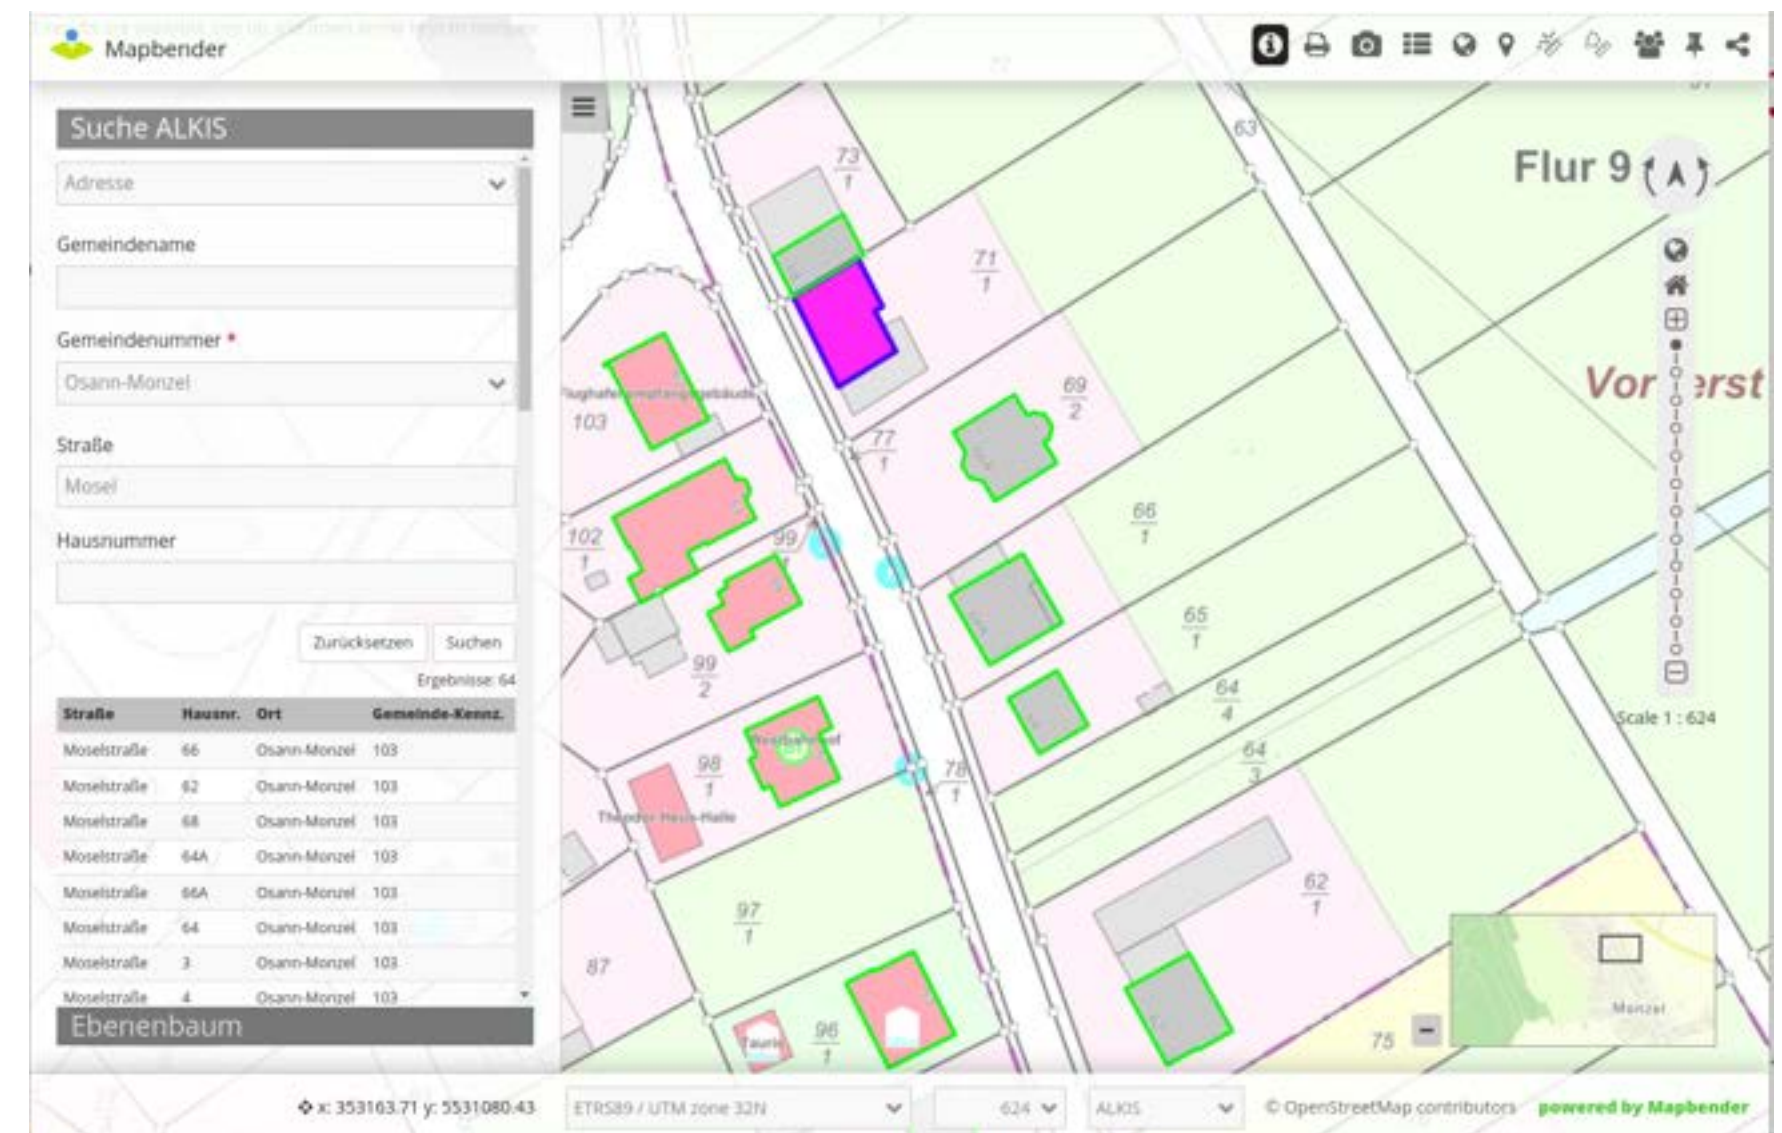 Mapbender
Suche ALKIS
Adresse
Gemeindename
Gemeindenummer *
Osann-Monzel
Straße
Mosel
Hausnummer
Zurücksetzen Suchen
Ergebnisse: 64
Straße Hausnr. Ort Gemeinde-Kennz.
Moselstraße 66 Osann-Monzel 103
Moselstraße 62 Osann-Monzel 103
Moselstraße 68 Osann-Monzel 103
Moselstraße 64A Osann-Monzel 103
Moselstraße 66A Osann-Monzel 103
Moselstraße 64 Osann-Monzel 103
Moselstraße 3 Osann-Monzel 103
Moselstraße 4 Osann-Monzel 103
Ebenenbaum
63
73
1
Flur 9
71
1
Vor erst
69
2
103
77
1
66
1
102
1
99
1
65
1
99
2
64
4
Scale 1 : 624
64
3
98
1
78
1
Theodor-Heus-Halle
62
1
97
1
87
Monzel
96
1
75
x: 353163.71 y: 5531080.43
ETRS89 / UTM zone 32N
624
ALKIS
© OpenStreetMap contributors
powered by Mapbender